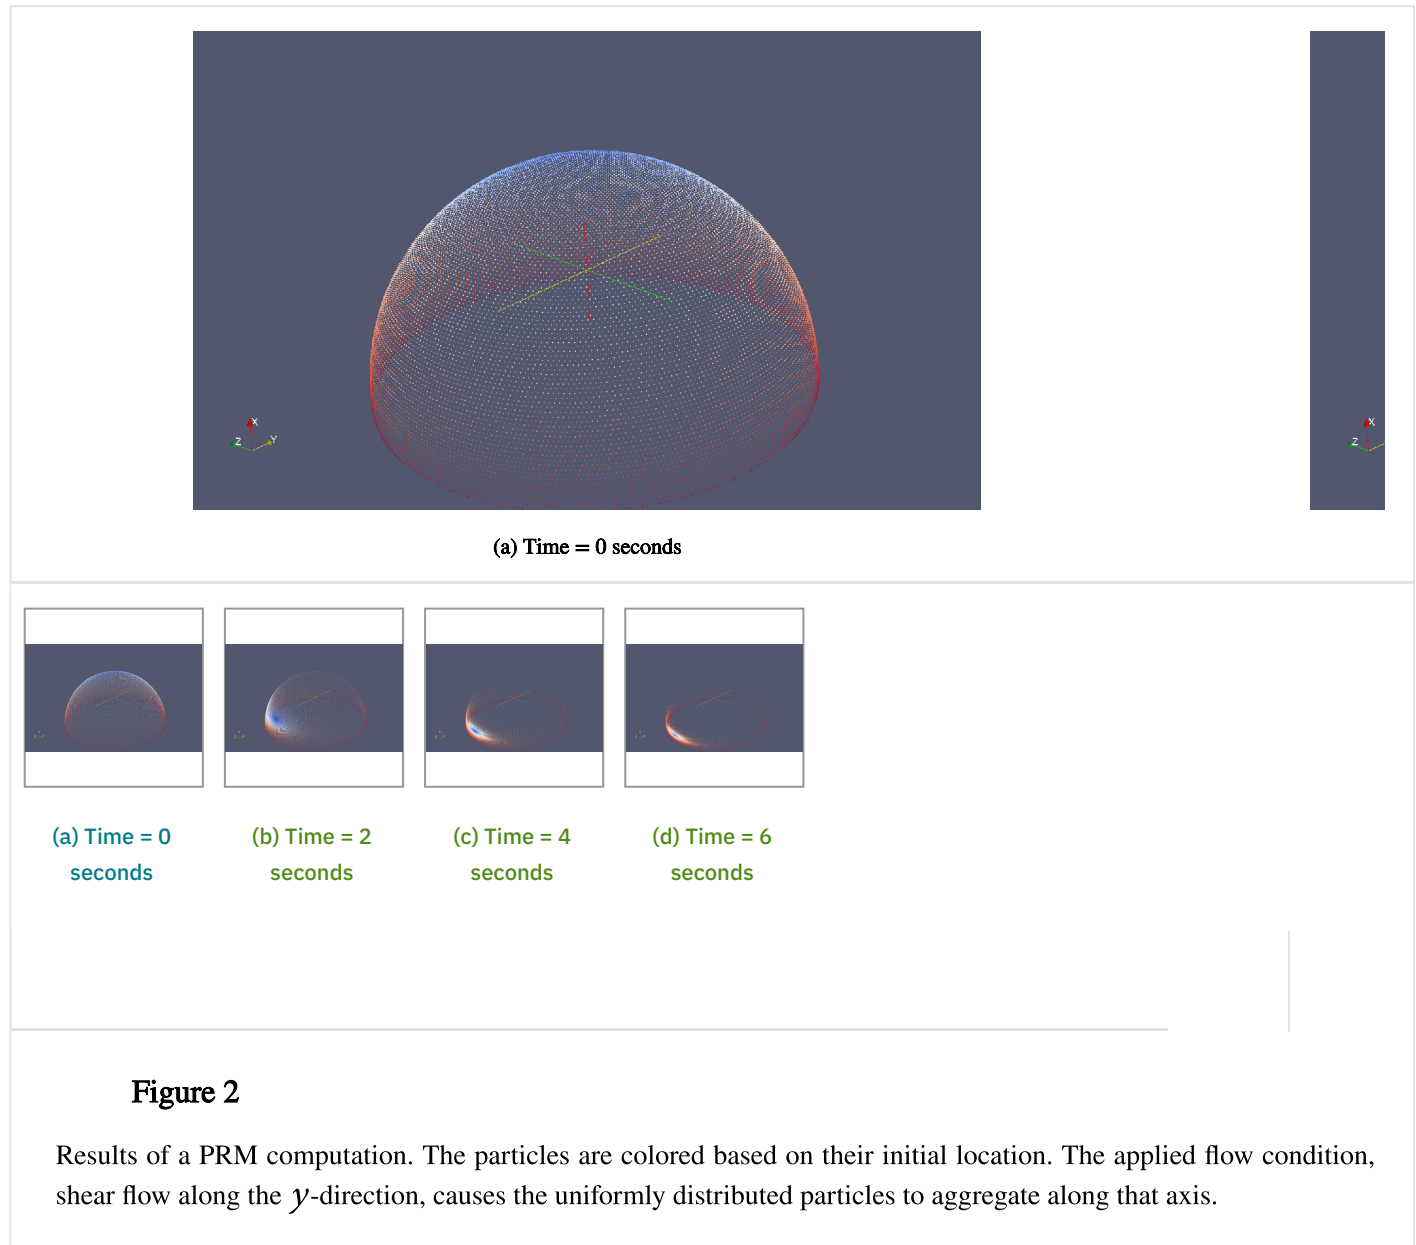 X
Z
Y
X
Z
(a) Time = 0 seconds
(a) Time = 0
seconds
(b) Time = 2
seconds
(c) Time = 4
seconds
(d) Time = 6
seconds
Figure 2
Results of a PRM computation. The particles are colored based on their initial location. The applied flow condition,
shear flow along the y-direction, causes the uniformly distributed particles to aggregate along that axis.